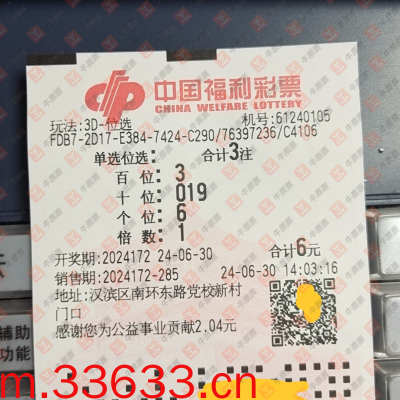 中国福利彩票
CHINA WELFARE LOTTERY
玩法:3D-位选 机号:61240105
FDB7-2D17-E384-7424-C290/76397236/C4106
单选位选: 合计3注
百 位: 3
十 位: 019
个 位: 6
倍 数: 1
开奖期:2024172 24-06-30 合计6元
销售期:2024172-285 24-06-30 14:03:16
地址:汉滨区南环东路党校新村
门口
感谢您为公益事业贡献2.04元
辅助
功能
m.33633.cn